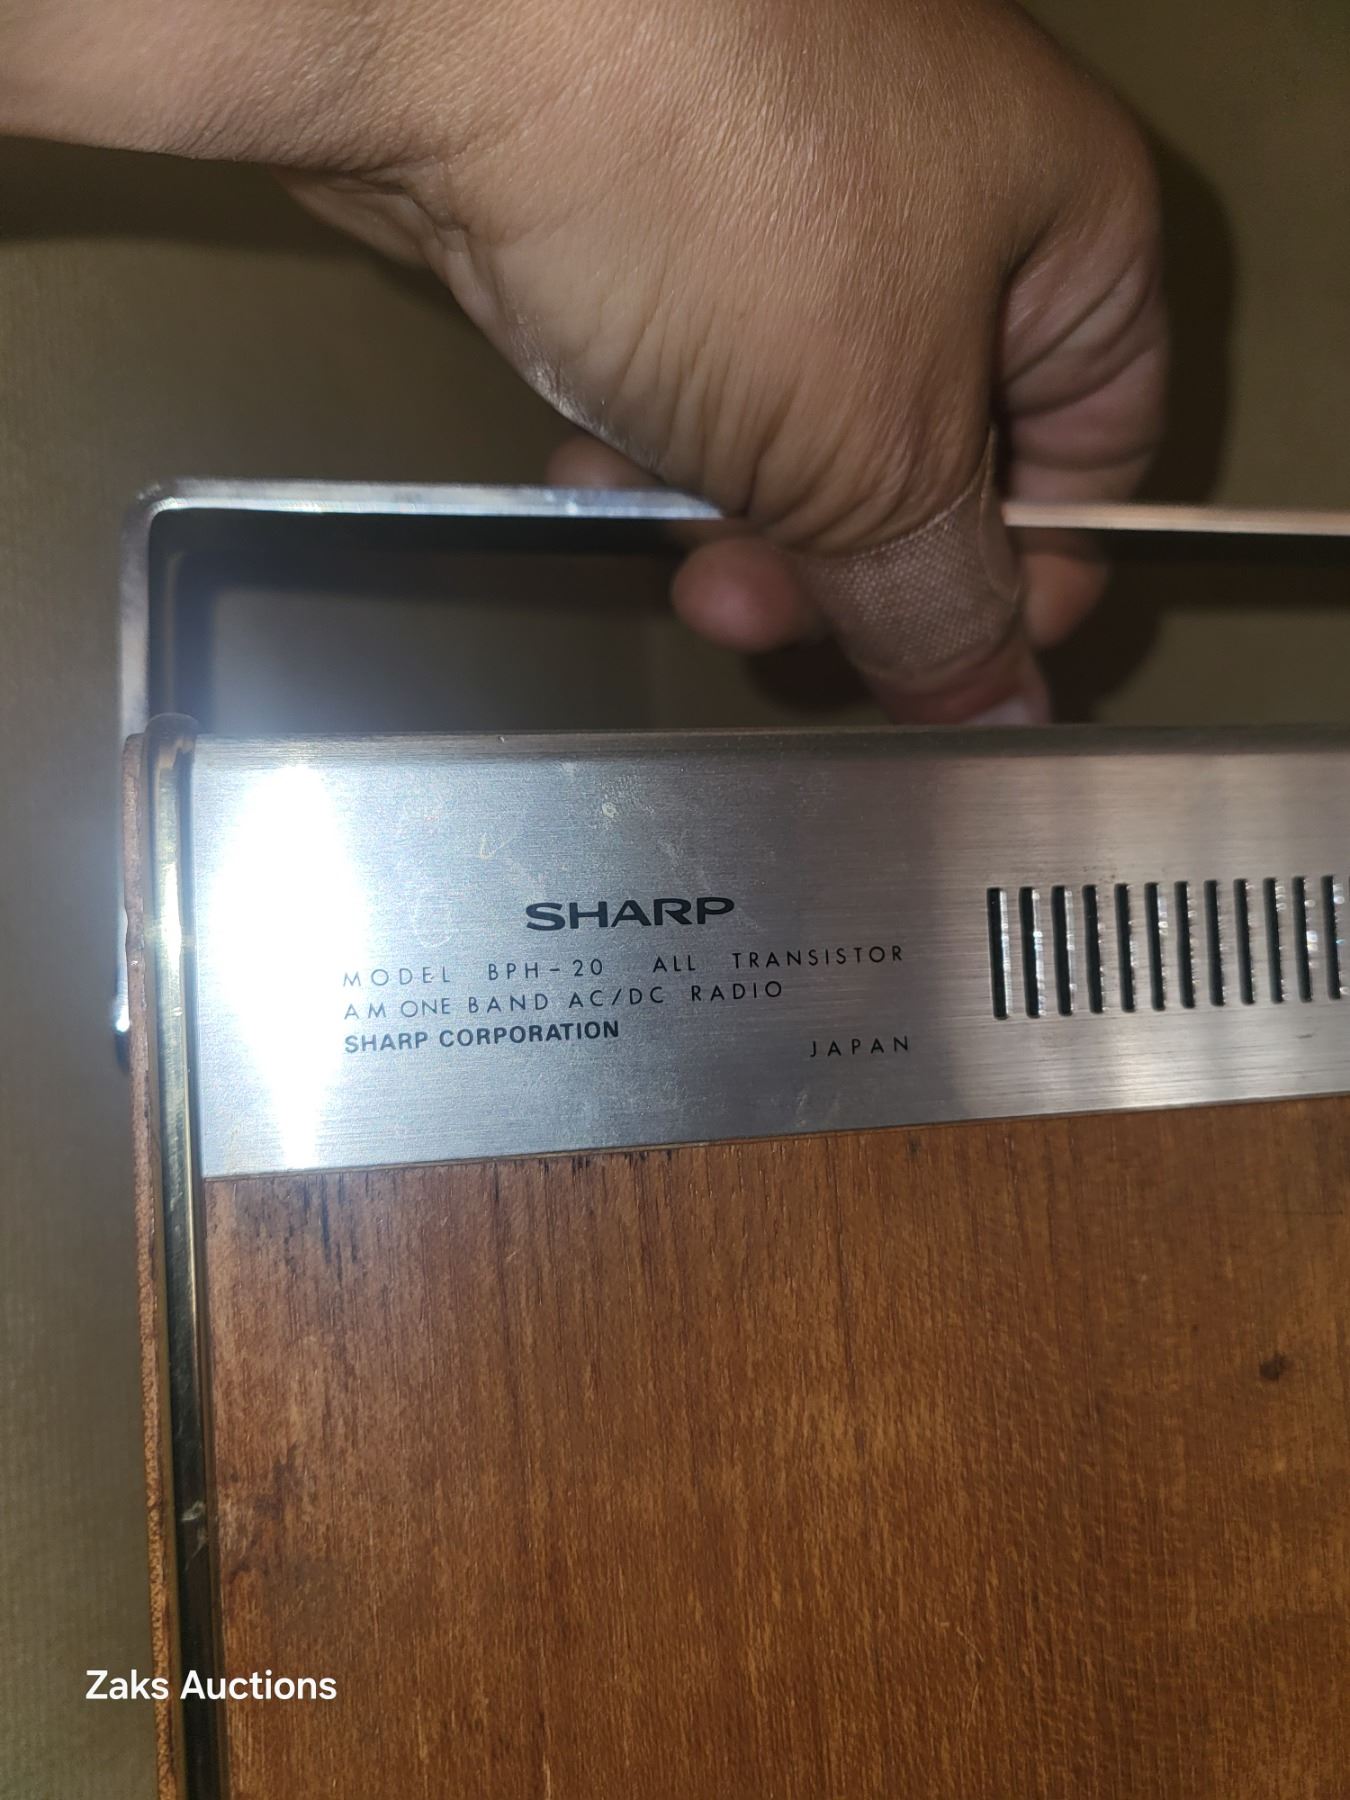 SHARP
MODEL BPH-20 ALL TRANSISTOR
AM ONE BAND AC/DC RADIO
SHARP CORPORATION
JAPAN
Zaks Auctions